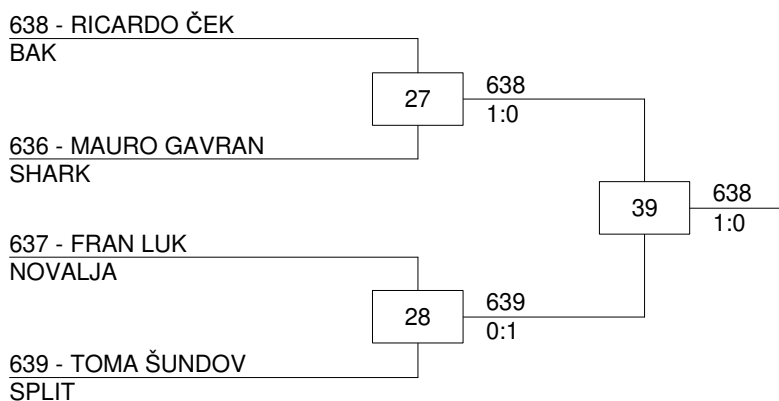 638 - RICARDO ČEK
BAK
27
638
1:0
636 - MAURO GAVRAN
SHARK
39
638
1:0
637 - FRAN LUK
NOVALJA
28
639
0:1
639 - TOMA ŠUNDOV
SPLIT